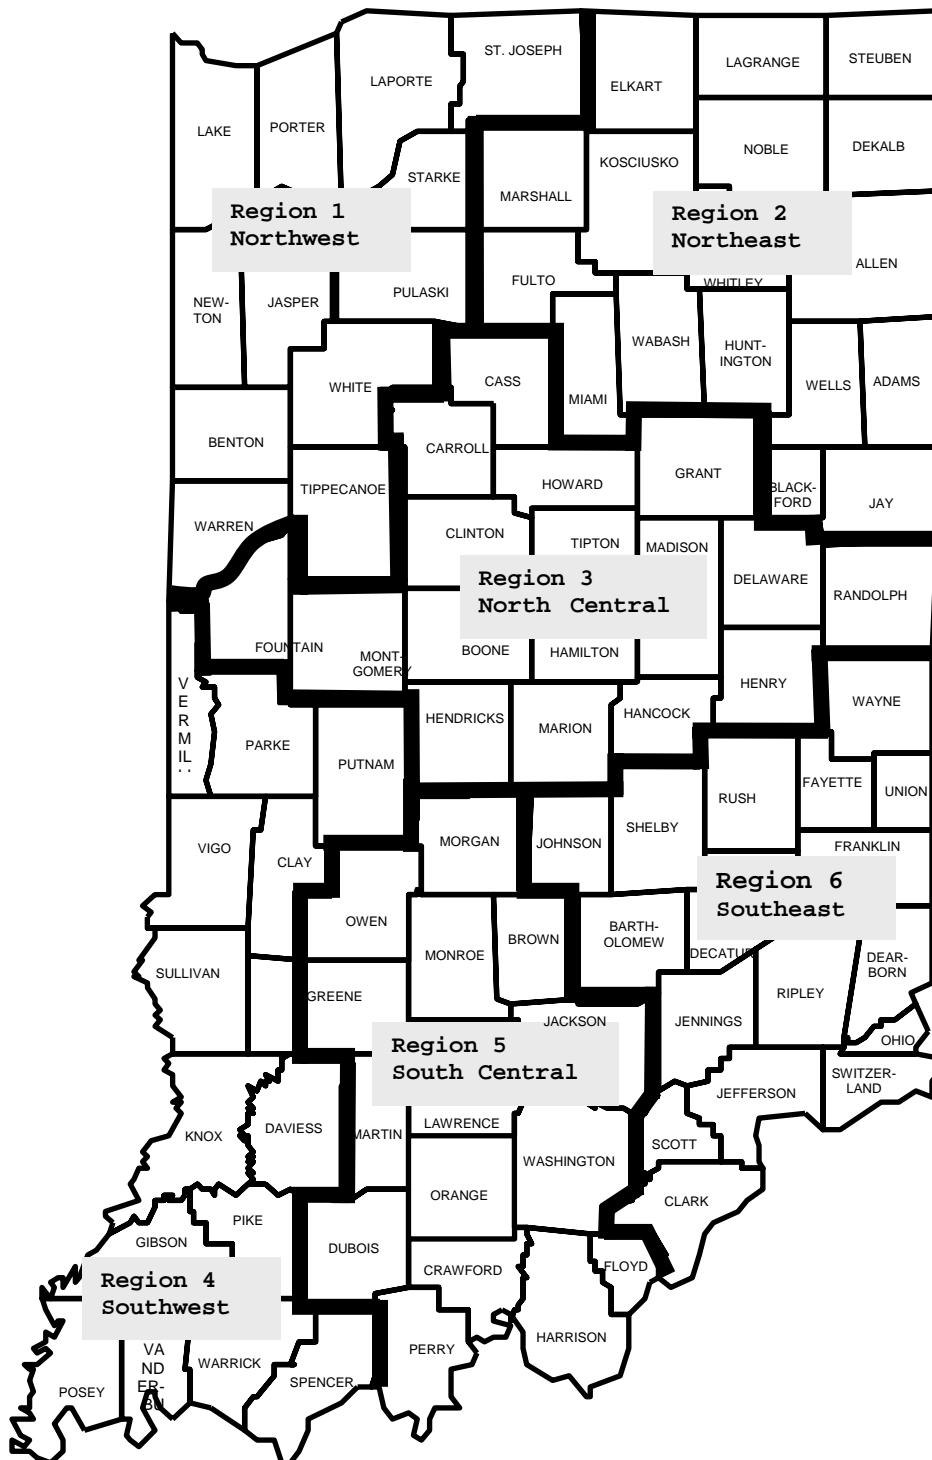 ST. JOSEPH
LAPORTE
ELKART
LAGRANGE
STEUBEN
LAKE
PORTER
STARKE
MARSHALL
KOSCIUSKO
NOBLE
DEKALB
Region 1
Northwest
Region 2
Northeast
NEW-
TON
JASPER
PULASKI
FULTO
WHITLEY
ALLEN
WHITE
CASS
MIAMI
WABASH
HUNT-
INGTON
WELLS
ADAMS
BENTON
CARROLL
TIPPECANOE
HOWARD
GRANT
BLACK-
FORD
JAY
WARREN
CLINTON
TIPTON
MADISON
DELAWARE
RANDOLPH
Region 3
North Central
FOUNTAIN
MONT-
GOMERY
BOONE
HAMILTON
HENRY
WAYNE
V
E
R
M
IL
PARKE
PUTNAM
HENDRICKS
MARION
HANCOCK
RUSH
FAYETTE
UNION
VIGO
CLAY
MORGAN
JOHNSON
SHELBY
FRANKLIN
Region 6
Southeast
OWEN
MONROE
BROWN
BARTH-
OLOMEW
DECATUR
DEAR-
BORN
SULLIVAN
GREENE
JACKSON
JENNINGS
RIPLEY
OHIO
Region 5
South Central
SWITZER-
LAND
JEFFERSON
KNOX
DAVIESS
MARTIN
LAWRENCE
WASHINGTON
SCOTT
ORANGE
CLARK
PIKE
GIBSON
DUBOIS
CRAWFORD
FLOYD
Region 4
Southwest
HARRISON
PERRY
VA
ND
ER-
BU
WARRICK
SPENCER
POSEY